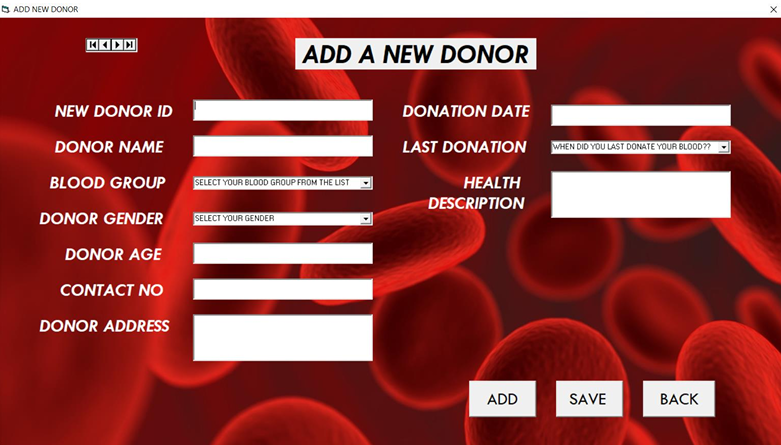 ADD NEW DONOR
ADD A NEW DONOR
NEW DONOR ID
DONOR NAME
BLOOD GROUP
SELECT YOUR BLOOD GROUP FROM THE LIST
DONOR GENDER
SELECT YOUR GENDER
DONOR AGE
CONTACT NO
DONOR ADDRESS
DONATION DATE
LAST DONATION
WHEN DID YOU LAST DONATE YOUR BLOOD??
HEALTH
DESCRIPTION
ADD
SAVE
BACK